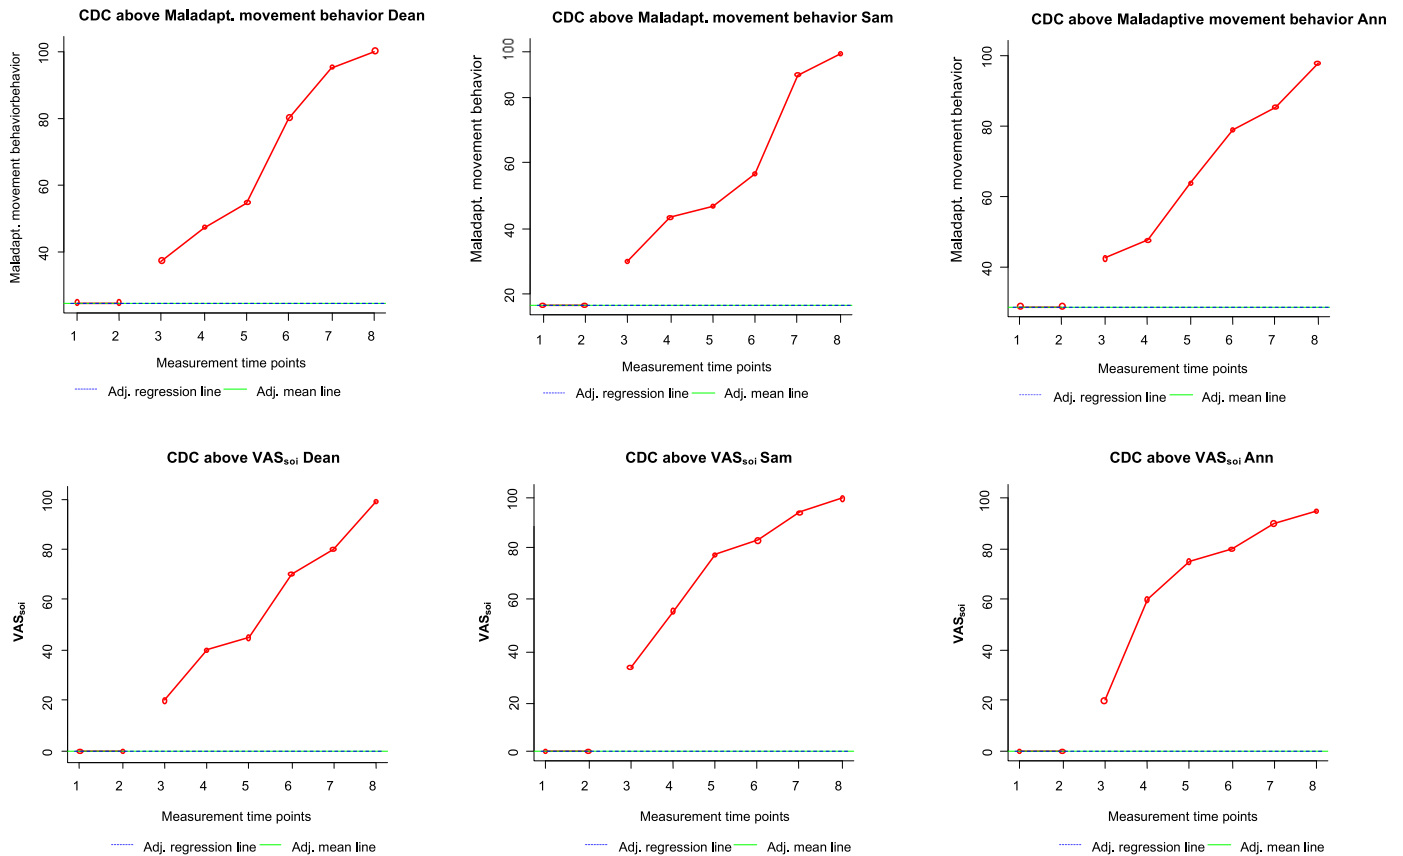 CDC above Maladapt. movement behavior Dean
Maladapt. movement behaviorbehavior
100
80
60
40
1 2 3 4 5 6 7 8
Measurement time points
Adj. regression line Adj. mean line
CDC above Maladapt. movement behavior Sam
Maladapt. movement behavior
100
80
60
40
20
1 2 3 4 5 6 7 8
Measurement time points
Adj. regression line Adj. mean line
CDC above Maladaptive movement behavior Ann
Maladapt. movement behavior
100
80
60
40
1 2 3 4 5 6 7 8
Measurement time points
Adj. regression line Adj. mean line
CDC above VASsoi Dean
VASsoi
100
80
60
40
20
0
1 2 3 4 5 6 7 8
Measurement time points
Adj. regression line Adj. mean line
CDC above VASsoi Sam
VASsoi
100
80
60
40
20
0
1 2 3 4 5 6 7 8
Measurement time points
Adj. regression line Adj. mean line
CDC above VASsoi Ann
VASsoi
100
80
60
40
20
0
1 2 3 4 5 6 7 8
Measurement time points
Adj. regression line Adj. mean line